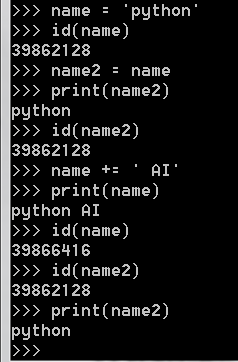 >>> name = 'python'
>>> id(name)
39862128
>>> name2 = name
>>> print(name2)
python
>>> id(name2)
39862128
>>> name += ' AI'
>>> print(name)
python AI
>>> id(name)
39866416
>>> id(name2)
39862128
>>> print(name2)
python
>>>